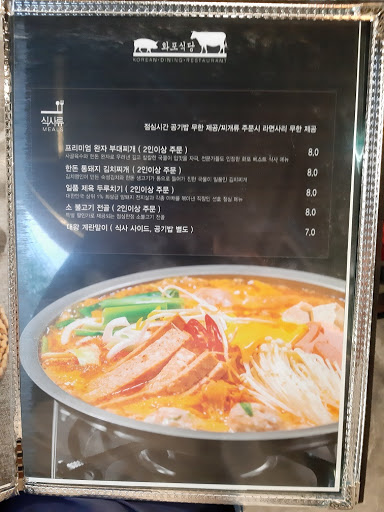 화포식당
KOREAN•DINING•RESTAURANT
식사류
MEALS
점심시간 공기밥 무한 제공/찌개류 주문시 라면사리 무한 제공
프리미엄 완자 부대찌개 ( 2인이상 주문 ) 8.0
한돈 통돼지 김치찌개 ( 2인이상 주문 ) 8.0
일품 제육 두루치기 ( 2인이상 주문 ) 8.0
소 불고기 전골 ( 2인이상 주문 ) 8.0
대왕 계란말이 ( 식사 사이드, 공기밥 별도 ) 7.0